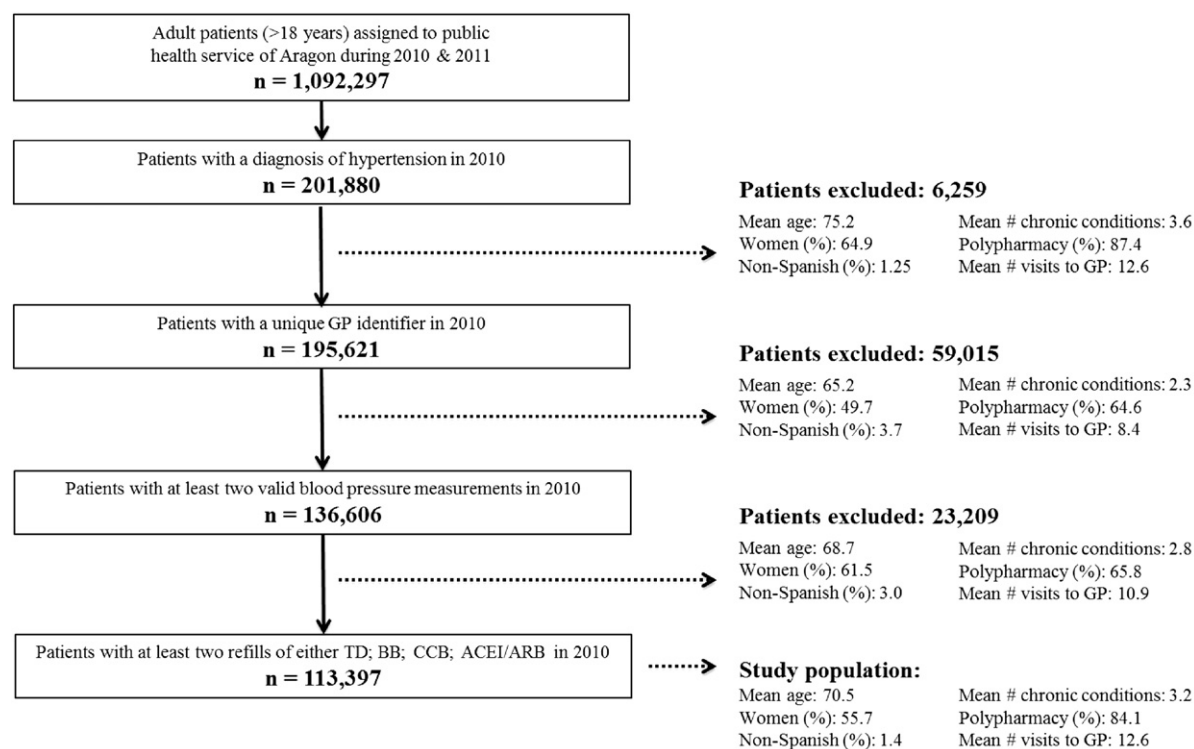 Adult patients (>18 years) assigned to public
health service of Aragon during 2010 & 2011
n = 1,092,297
Patients with a diagnosis of hypertension in 2010
n = 201,880
Patients excluded: 6,259
Mean age: 75.2
Women (%): 64.9
Non-Spanish (%): 1.25
Mean # chronic conditions: 3.6
Polypharmacy (%): 87.4
Mean # visits to GP: 12.6
Patients with a unique GP identifier in 2010
n = 195,621
Patients excluded: 59,015
Mean age: 65.2
Women (%): 49.7
Non-Spanish (%): 3.7
Mean # chronic conditions: 2.3
Polypharmacy (%): 64.6
Mean # visits to GP: 8.4
Patients with at least two valid blood pressure measurements in 2010
n = 136,606
Patients excluded: 23,209
Mean age: 68.7
Women (%): 61.5
Non-Spanish (%): 3.0
Mean # chronic conditions: 2.8
Polypharmacy (%): 65.8
Mean # visits to GP: 10.9
Patients with at least two refills of either TD; BB; CCB; ACEI/ARB in 2010
n = 113,397
Study population:
Mean age: 70.5
Women (%): 55.7
Non-Spanish (%): 1.4
Mean # chronic conditions: 3.2
Polypharmacy (%): 84.1
Mean # visits to GP: 12.6